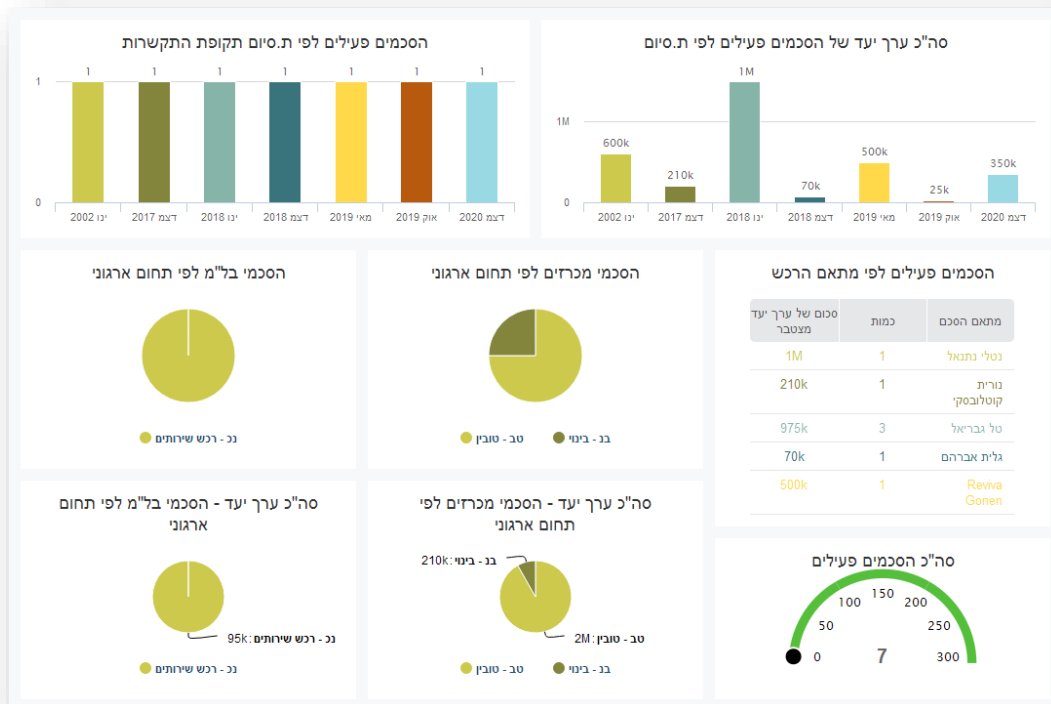 הסכמים פעילים לפי ת.סיום תקופת התקשרות
1 1 1 1 1 1 1
1
0
ינו 2002 דצמ 2017 ינו 2018 דצמ 2018 מאי 2019 אוק 2019 דצמ 2020
סה"כ ערך יעד של הסכמים פעילים לפי ת.סיום
1M
1M
600k
500k
350k
210k
70k
25k
0
ינו 2002 דצמ 2017 ינו 2018 דצמ 2018 מאי 2019 אוק 2019 דצמ 2020
הסכמים פעילים לפי מתאם הרכש
מתאם הסכם כמות סכום של ערך יעד
מצטבר
נטלי נתנאל 1 1M
נורית 1 210k
קוטלובסקי
טל גבריאל 3 975k
גלית אברהם 1 70k
Reviva 1 500k
Gonen
הסכמי מכרזים לפי תחום ארגוני
בנ - בינוי טב - טובין
הסכמי בל"מ לפי תחום ארגוני
נכ - רכש שירותים
סה"כ הסכמים פעילים
0 50 100 150 200 250 300
7
סה"כ ערך יעד - הסכמי מכרזים לפי
תחום ארגוני
בנ - בינוי: 210k
טב - טובין: 2M
בנ - בינוי טב - טובין
סה"כ ערך יעד - הסכמי בל"מ לפי תחום
ארגוני
נכ - רכש שירותים: 95k
נכ - רכש שירותים